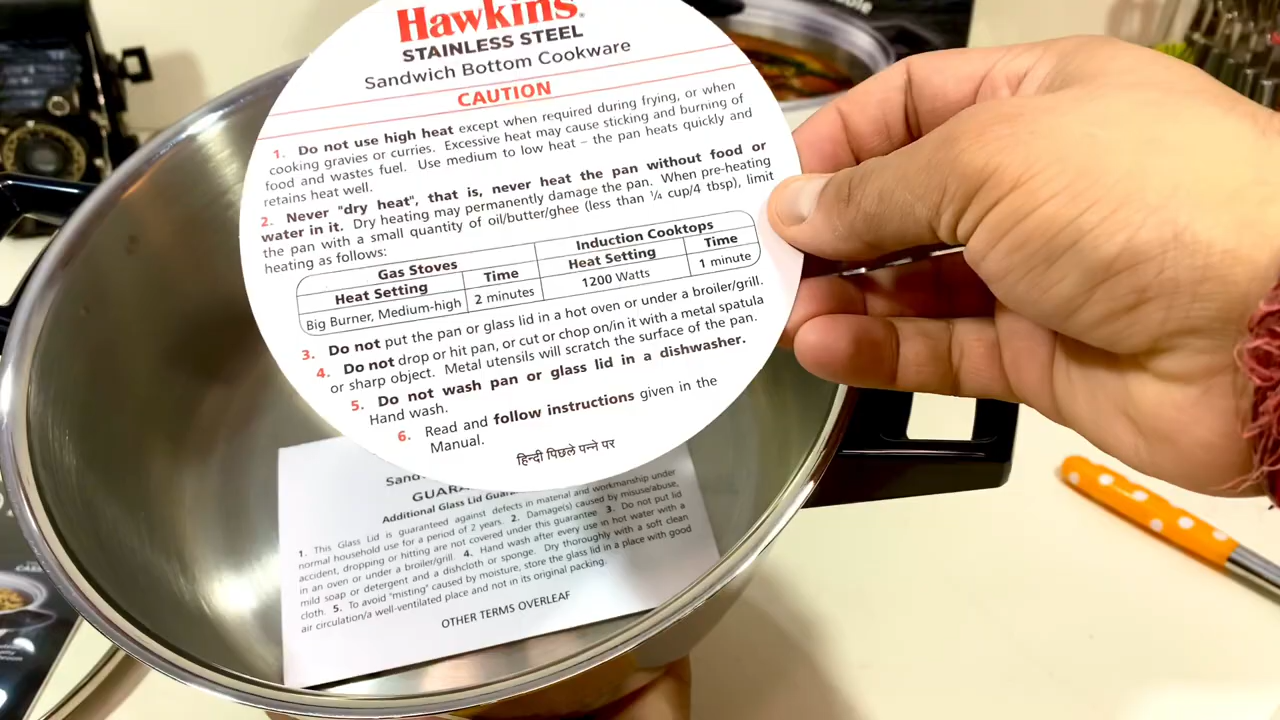 Hawkins
STAINLESS STEEL
Sandwich Bottom Cookware
CAUTION
1. Do not use high heat except when required during frying, or when
cooking gravies or curries. Excessive heat may cause sticking and burning of
food and wastes fuel. Use medium to low heat – the pan heats quickly and
retains heat well.
2. Never "dry heat", that is, never heat the pan without food or
water in it. Dry heating may permanently damage the pan. When pre-heating
the pan with a small quantity of oil/butter/ghee (less than ¼ cup/4 tbsp), limit
heating as follows:
Gas Stoves Induction Cooktops
Heat Setting Time Heat Setting Time
Big Burner, Medium-high 2 minutes 1200 Watts 1 minute
3. Do not put the pan or glass lid in a hot oven or under a broiler/grill.
4. Do not drop or hit pan, or cut or chop on/in it with a metal spatula
or sharp object. Metal utensils will scratch the surface of the pan.
5. Do not wash pan or glass lid in a dishwasher.
Hand wash.
6. Read and follow instructions given in the
Manual.
हिन्दी पिछले पन्ने पर
Additional Glass Lid
1. This Glass Lid is guaranteed against defects in material and workmanship under
normal household use for a period of 2 years. 2. Damage(s) caused by misuse/abuse,
accident, dropping or hitting are not covered under this guarantee 3. Do not put lid
in an oven or under a broiler/grill. 4. Hand wash after every use in hot water with a
mild soap or detergent and a dishcloth or sponge. Dry thoroughly with a soft clean
cloth. 5. To avoid "misting" caused by moisture, store the glass lid in a place with good
air circulation/a well-ventilated place and not in its original packing.
OTHER TERMS OVERLEAF